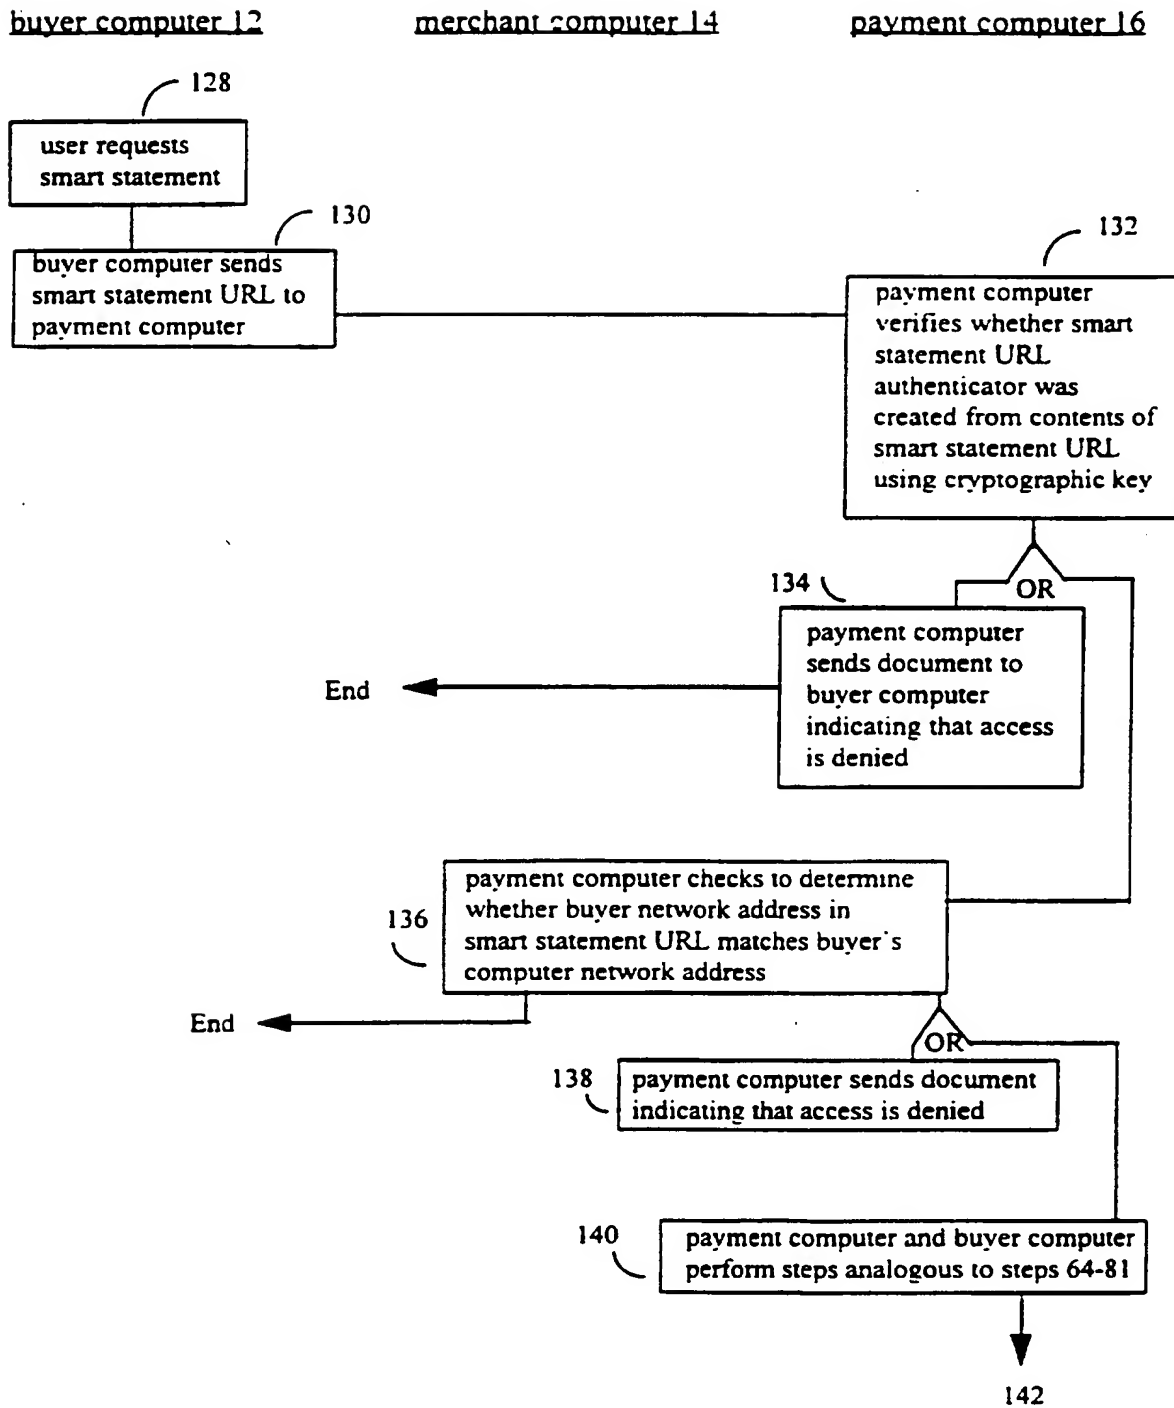 buyer computer 12
merchant computer 14
payment computer 16
128
user requests
smart statement
130
buyer computer sends
smart statement URL to
payment computer
132
payment computer
verifies whether smart
statement URL
authenticator was
created from contents of
smart statement URL
using cryptographic key
OR
134
payment computer
sends document to
buyer computer
indicating that access
is denied
End
136
payment computer checks to determine
whether buyer network address in
smart statement URL matches buyer's
computer network address
End
OR
138
payment computer sends document
indicating that access is denied
140
payment computer and buyer computer
perform steps analogous to steps 64-81
142